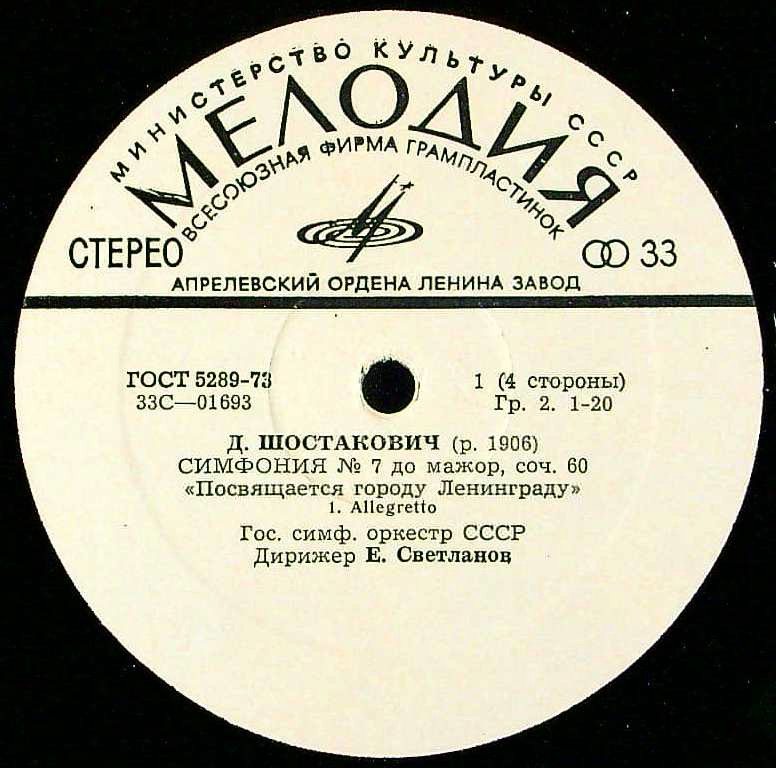 МИНИСТЕРСТВО КУЛЬТУРЫ СССР
МЕЛОДИЯ
ВСЕСОЮЗНАЯ ФИРМА ГРАМПЛАСТИНОК
СТЕРЕО
33
АПРЕЛЕВСКИЙ ОРДЕНА ЛЕНИНА ЗАВОД
ГОСТ 5289-73 1 (4 стороны)
33С—01693 Гр. 2. 1-20
Д. ШОСТАКОВИЧ (р. 1906)
СИМФОНИЯ № 7 до мажор, соч. 60
«Посвящается городу Ленинграду»
1. Allegretto
Гос. симф. оркестр СССР
Дирижер Е. Светланов